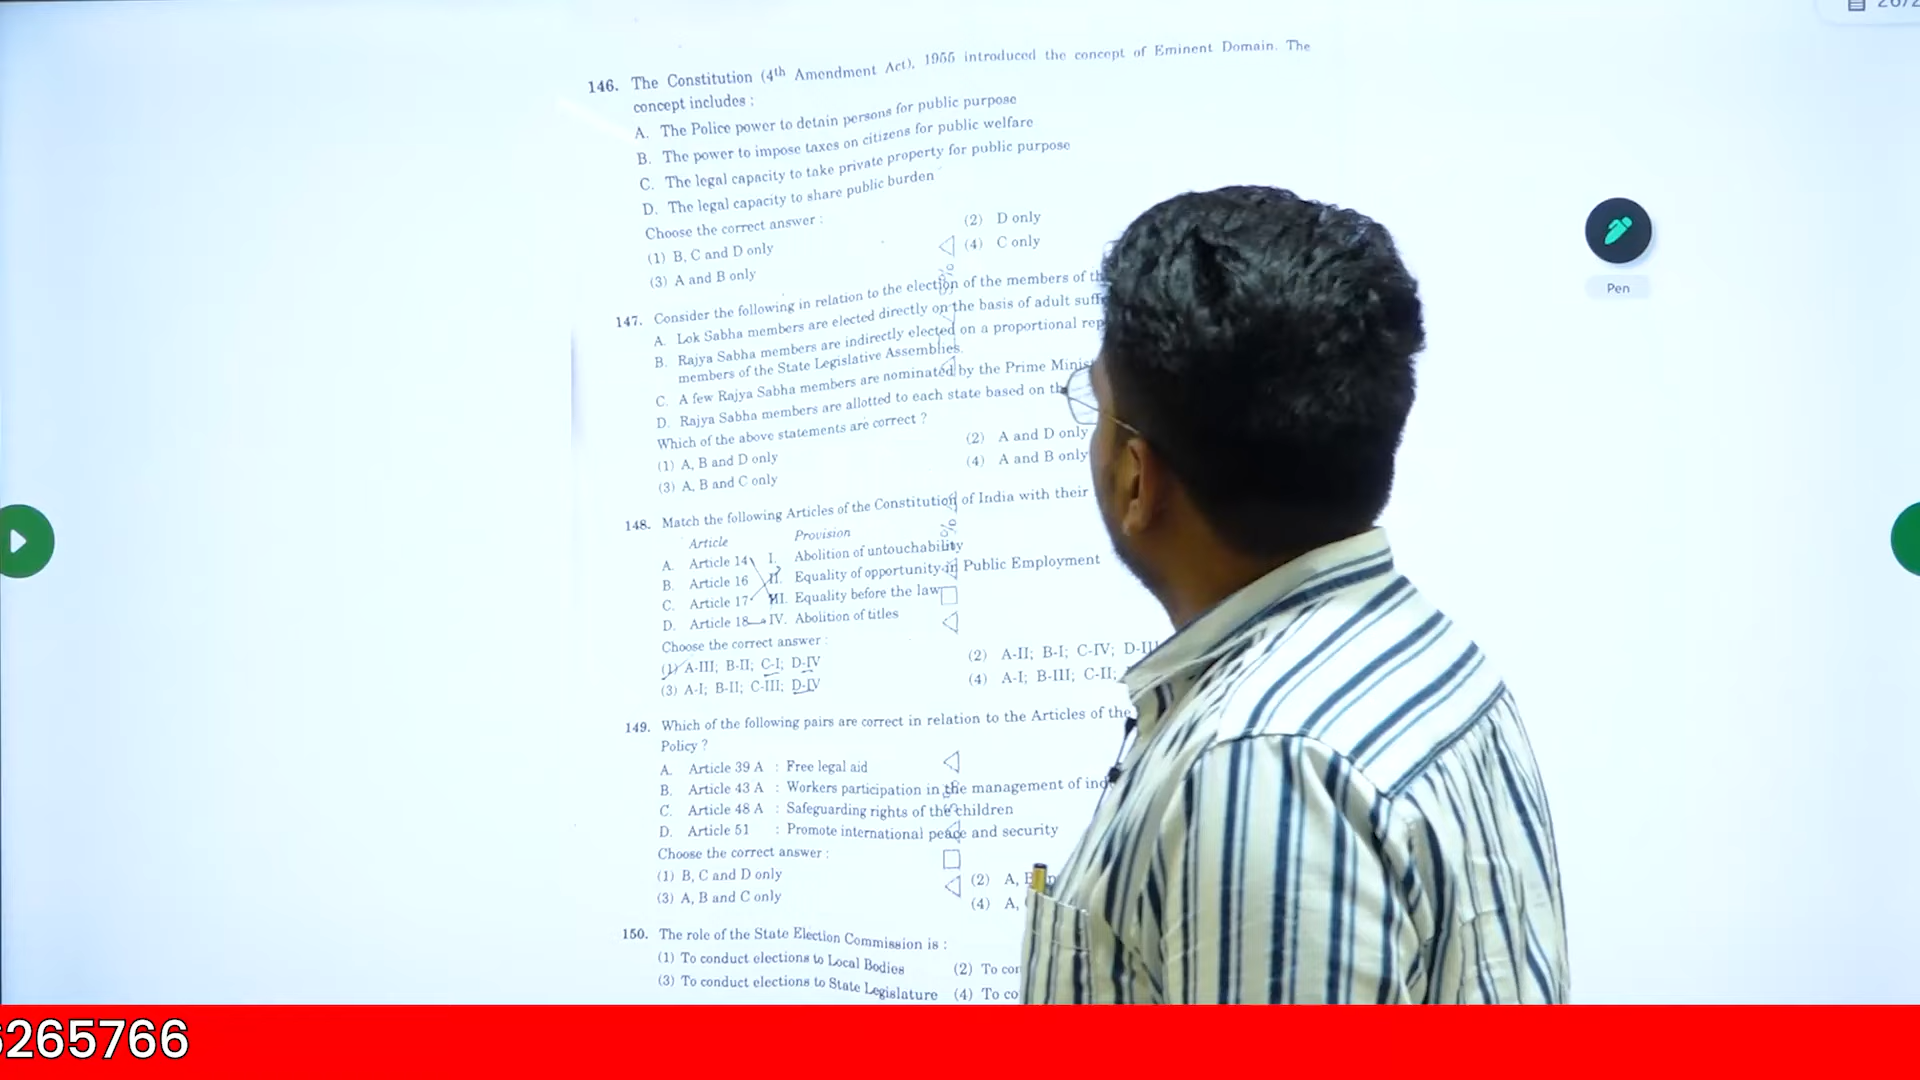 26/2
146. The Constitution (4th Amendment Act), 1955 introduced the concept of Eminent Domain. The
concept includes :
A. The Police power to detain persons for public purpose
B. The power to impose taxes on citizens for public welfare
C. The legal capacity to take private property for public purpose
D. The legal capacity to share public burden
Choose the correct answer :
(1) B, C and D only (2) D only
(3) A and B only (4) C only
147. Consider the following in relation to the election of the members of
A. Lok Sabha members are elected directly on the basis of adult
B. Rajya Sabha members are indirectly elected on a proportional
members of the State Legislative Assemblies.
C. A few Rajya Sabha members are nominated by the Prime
D. Rajya Sabha members are allotted to each state based on
Which of the above statements are correct ?
(1) A, B and D only (2) A and D only
(3) A, B and C only (4) A and B only
148. Match the following Articles of the Constitution of India with their
Article Provision
A. Article 14 I. Abolition of untouchability
B. Article 16 II. Equality of opportunity in Public Employment
C. Article 17 III. Equality before the law
D. Article 18 IV. Abolition of titles
Choose the correct answer :
(1) A-III; B-II; C-I; D-IV (2) A-II; B-I; C-IV; D-III
(3) A-I; B-II; C-III; D-IV (4) A-I; B-III; C-II;
149. Which of the following pairs are correct in relation to the Articles of the
Policy ?
A. Article 39 A : Free legal aid
B. Article 43 A : Workers participation in the management of
C. Article 48 A : Safeguarding rights of the children
D. Article 51 : Promote international peace and security
Choose the correct answer :
(1) B, C and D only (2) A,
(3) A, B and C only (4) A,
150. The role of the State Election Commission is :
(1) To conduct elections to Local Bodies (2) To
(3) To conduct elections to State Legislature (4) To
Pen
265766